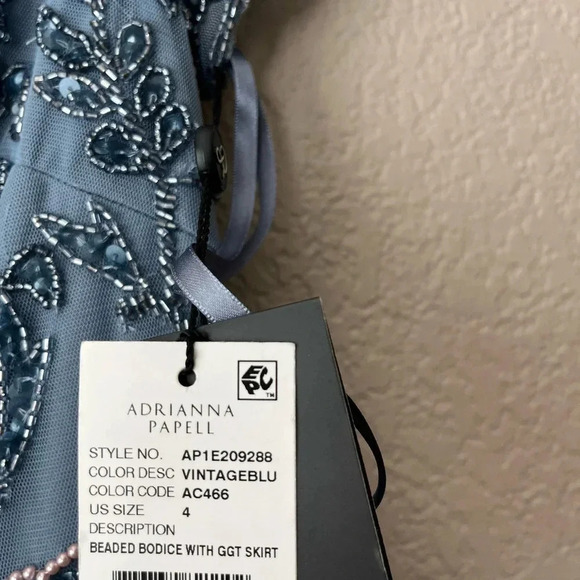 EPC™
ADRIANNA
PAPELL
STYLE NO. AP1E209288
COLOR DESC VINTAGEBLU
COLOR CODE AC466
US SIZE 4
DESCRIPTION
BEADED BODICE WITH GGT SKIRT